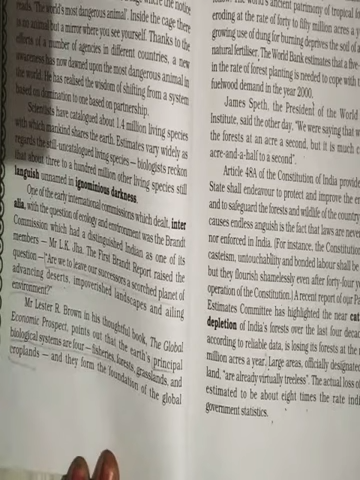 where the notice
reads, 'The world's most dangerous animal'. Inside the cage there
is no animal but a mirror where you see yourself. Thanks to the
efforts of a number of agencies in different countries, a new
awareness has now dawned upon the most dangerous animal in
the world. He has realised the wisdom of shifting from a system
based on domination to one based on partnership.
Scientists have catalogued about 1.4 million living species
with which mankind shares the earth. Estimates vary widely as
regards the still-uncatalogued living species — biologists reckon
that about three to a hundred million other living species still
languish unnamed in ignominious darkness.
One of the early international commissions which dealt, inter
alia, with the question of ecology and environment was the Brandt
Commission which had a distinguished Indian as one of its
members — Mr L.K. Jha. The First Brandt Report raised the
question — "Are we to leave our successors a scorched planet of
advancing deserts, impoverished landscapes and ailing
environment?"
Mr Lester R. Brown in his thoughtful book, The Global
Economic Prospect, points out that the earth's principal
biological systems are four — fisheries, forests, grasslands, and
croplands — and they form the foundation of the global
world's ancient patrimony of tropical
eroding at the rate of forty to fifty million acres a
growing use of dung for burning deprives the soil of
natural fertiliser. The World Bank estimates that a five-
in the rate of forest planting is needed to cope with
fuelwood demand in the year 2000.
James Speth, the President of the World
Institute, said the other day, "We were saying that
the forests at an acre a second, but it is much
acre-and-a-half to a second".
Article 48A of the Constitution of India provide
State shall endeavour to protect and improve the
and to safeguard the forests and wildlife of the country
causes endless anguish is the fact that laws are never
nor enforced in India. (For instance, the Constitution
casteism, untouchability and bonded labour shall be
but they flourish shamelessly even after forty-four
operation of the Constitution.) A recent report of our
Estimates Committee has highlighted the near
depletion of India's forests over the last four
according to reliable data, is losing its forests at the
million acres a year. Large areas, officially designated
land, "are already virtually treeless". The actual loss
estimated to be about eight times the rate
government statistics.